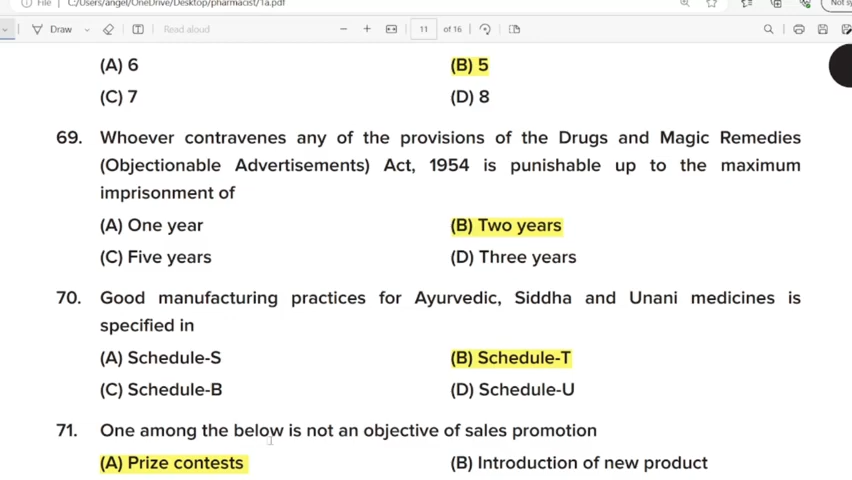 File C:/Users/angel/OneDrive/Desktop/pharmacist/1a.pdf
Draw Read aloud 11 of 16
(A) 6 (B) 5
(C) 7 (D) 8
69. Whoever contravenes any of the provisions of the Drugs and Magic Remedies
(Objectionable Advertisements) Act, 1954 is punishable up to the maximum
imprisonment of
(A) One year (B) Two years
(C) Five years (D) Three years
70. Good manufacturing practices for Ayurvedic, Siddha and Unani medicines is
specified in
(A) Schedule-S (B) Schedule-T
(C) Schedule-B (D) Schedule-U
71. One among the below is not an objective of sales promotion
(A) Prize contests (B) Introduction of new product